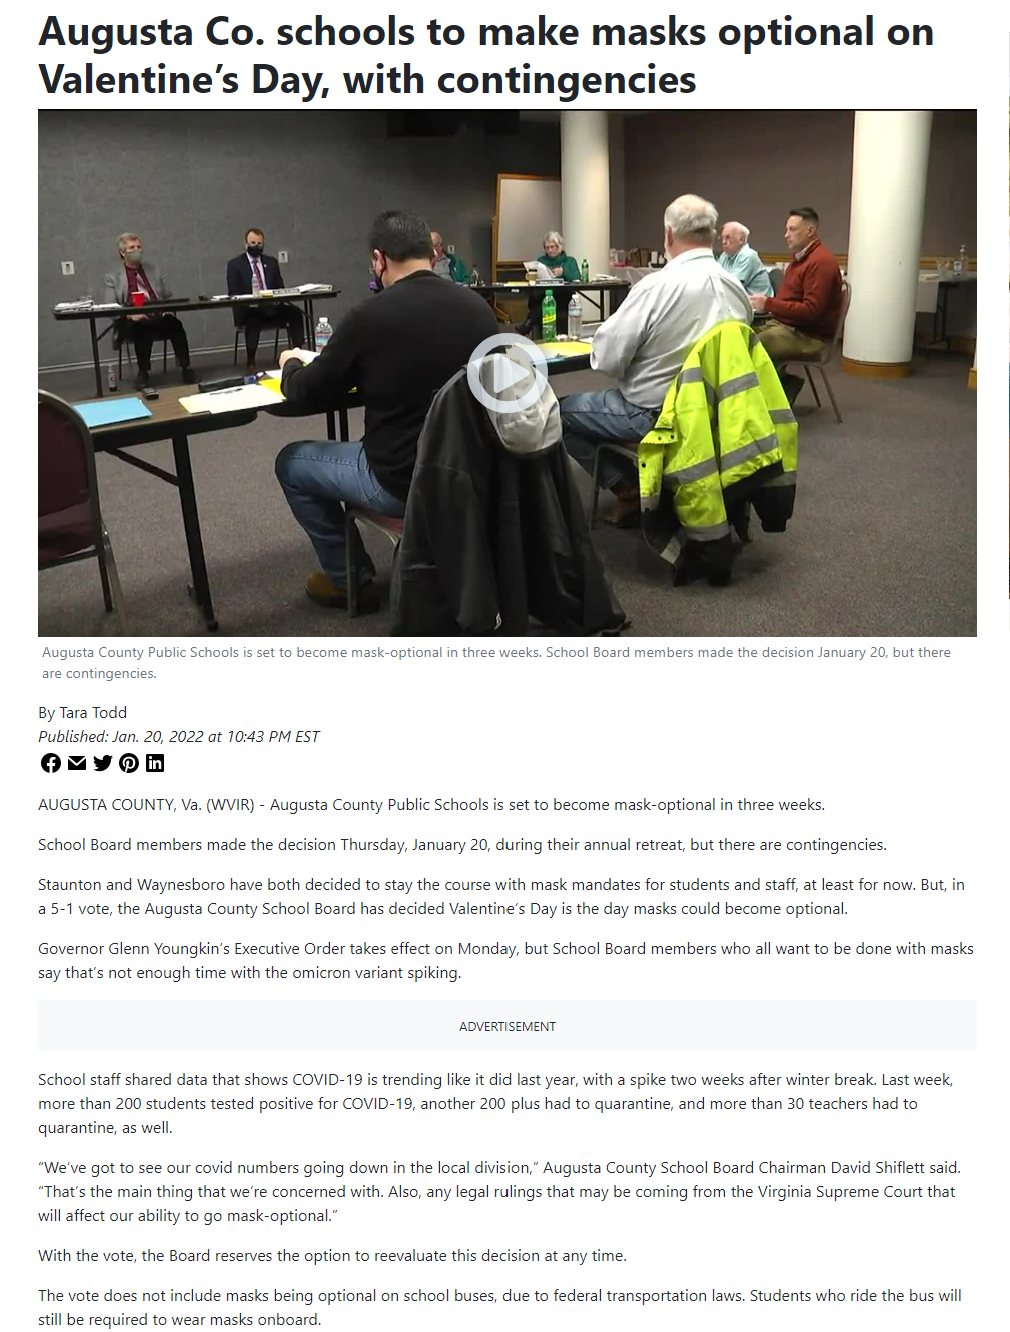 Augusta Co. schools to make masks optional on
Valentine’s Day, with contingencies
Augusta County Public Schools is set to become mask-optional in three weeks. School Board members made the decision January 20, but there
are contingencies.
By Tara Todd
Published: Jan. 20, 2022 at 10:43 PM EST
AUGUSTA COUNTY, Va. (WVIR) - Augusta County Public Schools is set to become mask-optional in three weeks.
School Board members made the decision Thursday, January 20, during their annual retreat, but there are contingencies.
Staunton and Waynesboro have both decided to stay the course with mask mandates for students and staff, at least for now. But, in
a 5-1 vote, the Augusta County School Board has decided Valentine’s Day is the day masks could become optional.
Governor Glenn Youngkin’s Executive Order takes effect on Monday, but School Board members who all want to be done with masks
say that’s not enough time with the omicron variant spiking.
ADVERTISEMENT
School staff shared data that shows COVID-19 is trending like it did last year, with a spike two weeks after winter break. Last week,
more than 200 students tested positive for COVID-19, another 200 plus had to quarantine, and more than 30 teachers had to
quarantine, as well.
“We’ve got to see our covid numbers going down in the local division,” Augusta County School Board Chairman David Shiflett said.
“That’s the main thing that we’re concerned with. Also, any legal rulings that may be coming from the Virginia Supreme Court that
will affect our ability to go mask-optional.”
With the vote, the Board reserves the option to reevaluate this decision at any time.
The vote does not include masks being optional on school buses, due to federal transportation laws. Students who ride the bus will
still be required to wear masks onboard.